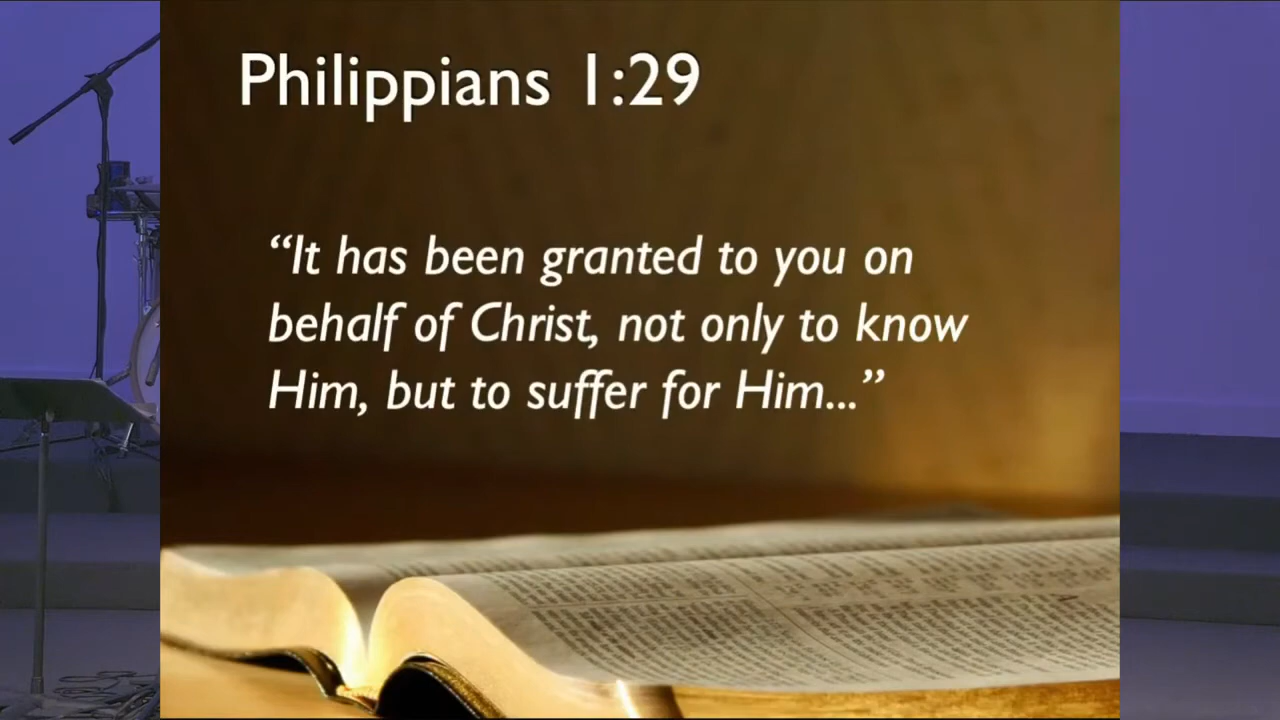 Philippians 1:29
“It has been granted to you on
behalf of Christ, not only to know
Him, but to suffer for Him...”